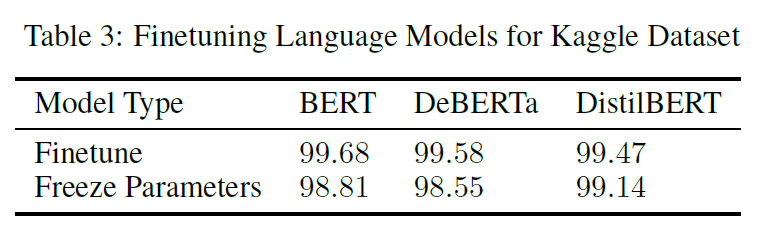 Table 3: Finetuning Language Models for Kaggle Dataset
Model Type BERT DeBERTa DistilBERT
Finetune 99.68 99.58 99.47
Freeze Parameters 98.81 98.55 99.14